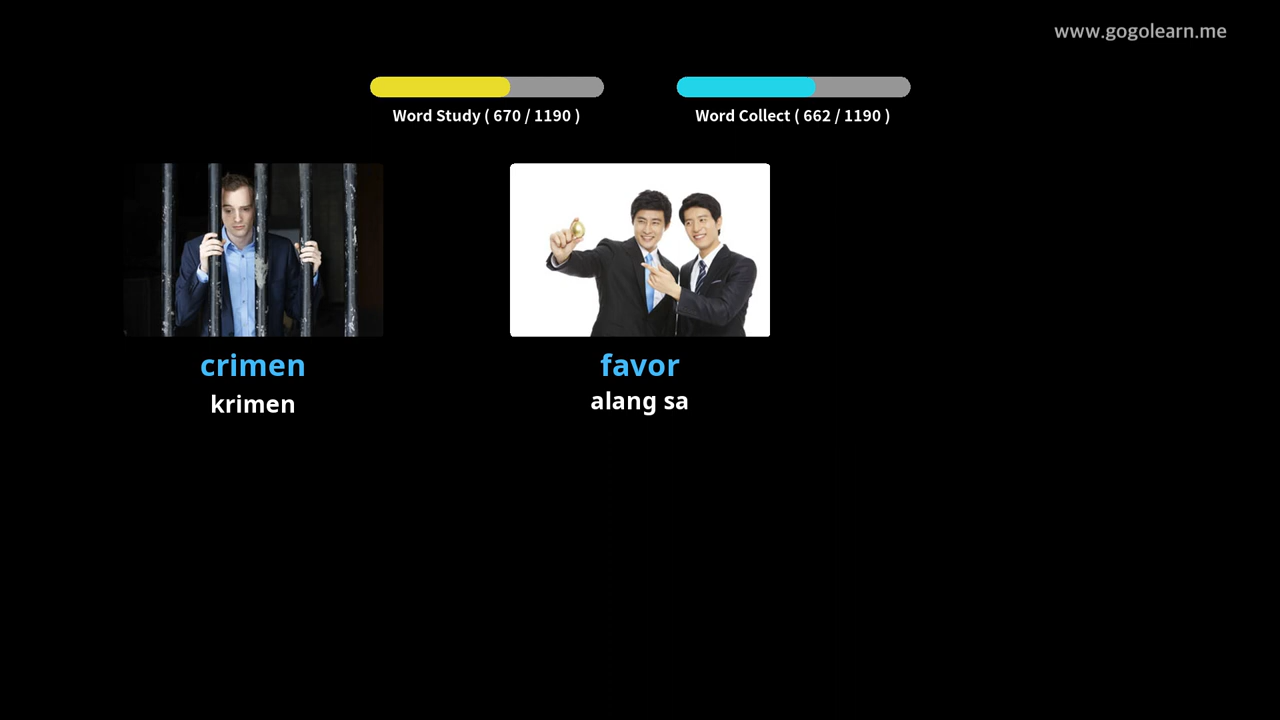 www.gogolearn.me
Word Study ( 670 / 1190 )
Word Collect ( 662 / 1190 )
crimen
krimen
favor
alang sa